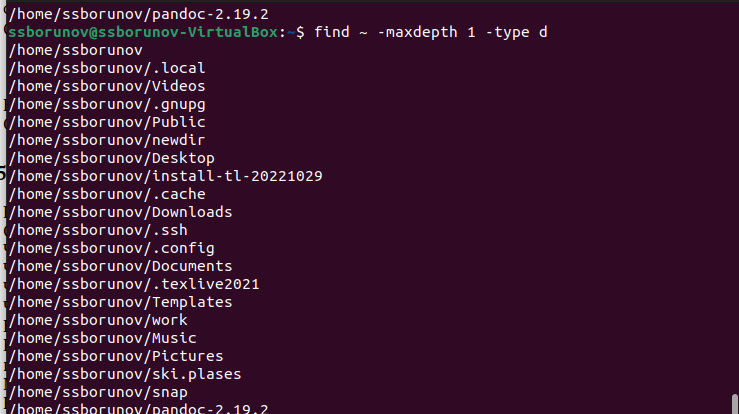 /home/ssborunov/pandoc-2.19.2
ssborunov@ssborunov-VirtualBox:~$ find ~ -maxdepth 1 -type d
/home/ssborunov
/home/ssborunov/.local
/home/ssborunov/Videos
/home/ssborunov/.gnupg
/home/ssborunov/Public
/home/ssborunov/newdir
/home/ssborunov/Desktop
/home/ssborunov/install-tl-20221029
/home/ssborunov/.cache
/home/ssborunov/Downloads
/home/ssborunov/.ssh
/home/ssborunov/.config
/home/ssborunov/Documents
/home/ssborunov/.texlive2021
/home/ssborunov/Templates
/home/ssborunov/work
/home/ssborunov/Music
/home/ssborunov/Pictures
/home/ssborunov/ski.plases
/home/ssborunov/snap
/home/ssborunov/pandoc-2.19.2